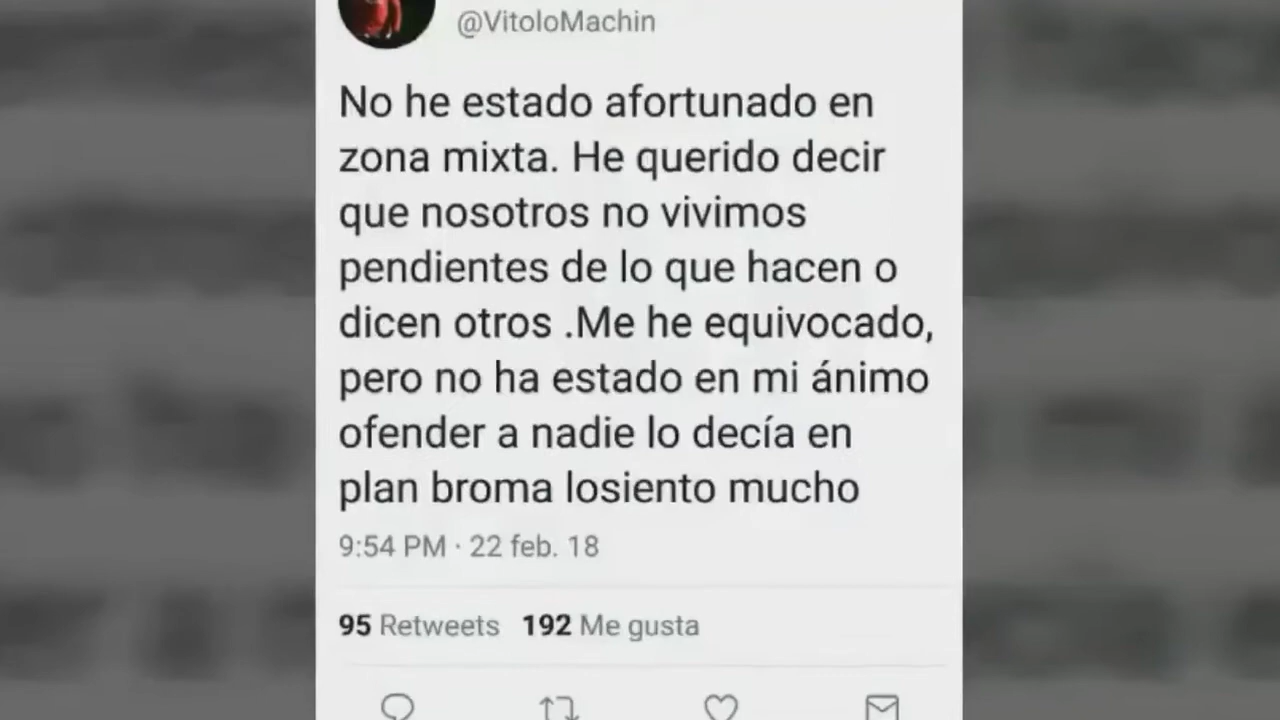 @VitoloMachin
No he estado afortunado en
zona mixta. He querido decir
que nosotros no vivimos
pendientes de lo que hacen o
dicen otros .Me he equivocado,
pero no ha estado en mi ánimo
ofender a nadie lo decía en
plan broma losiento mucho
9:54 PM · 22 feb. 18
95 Retweets 192 Me gusta